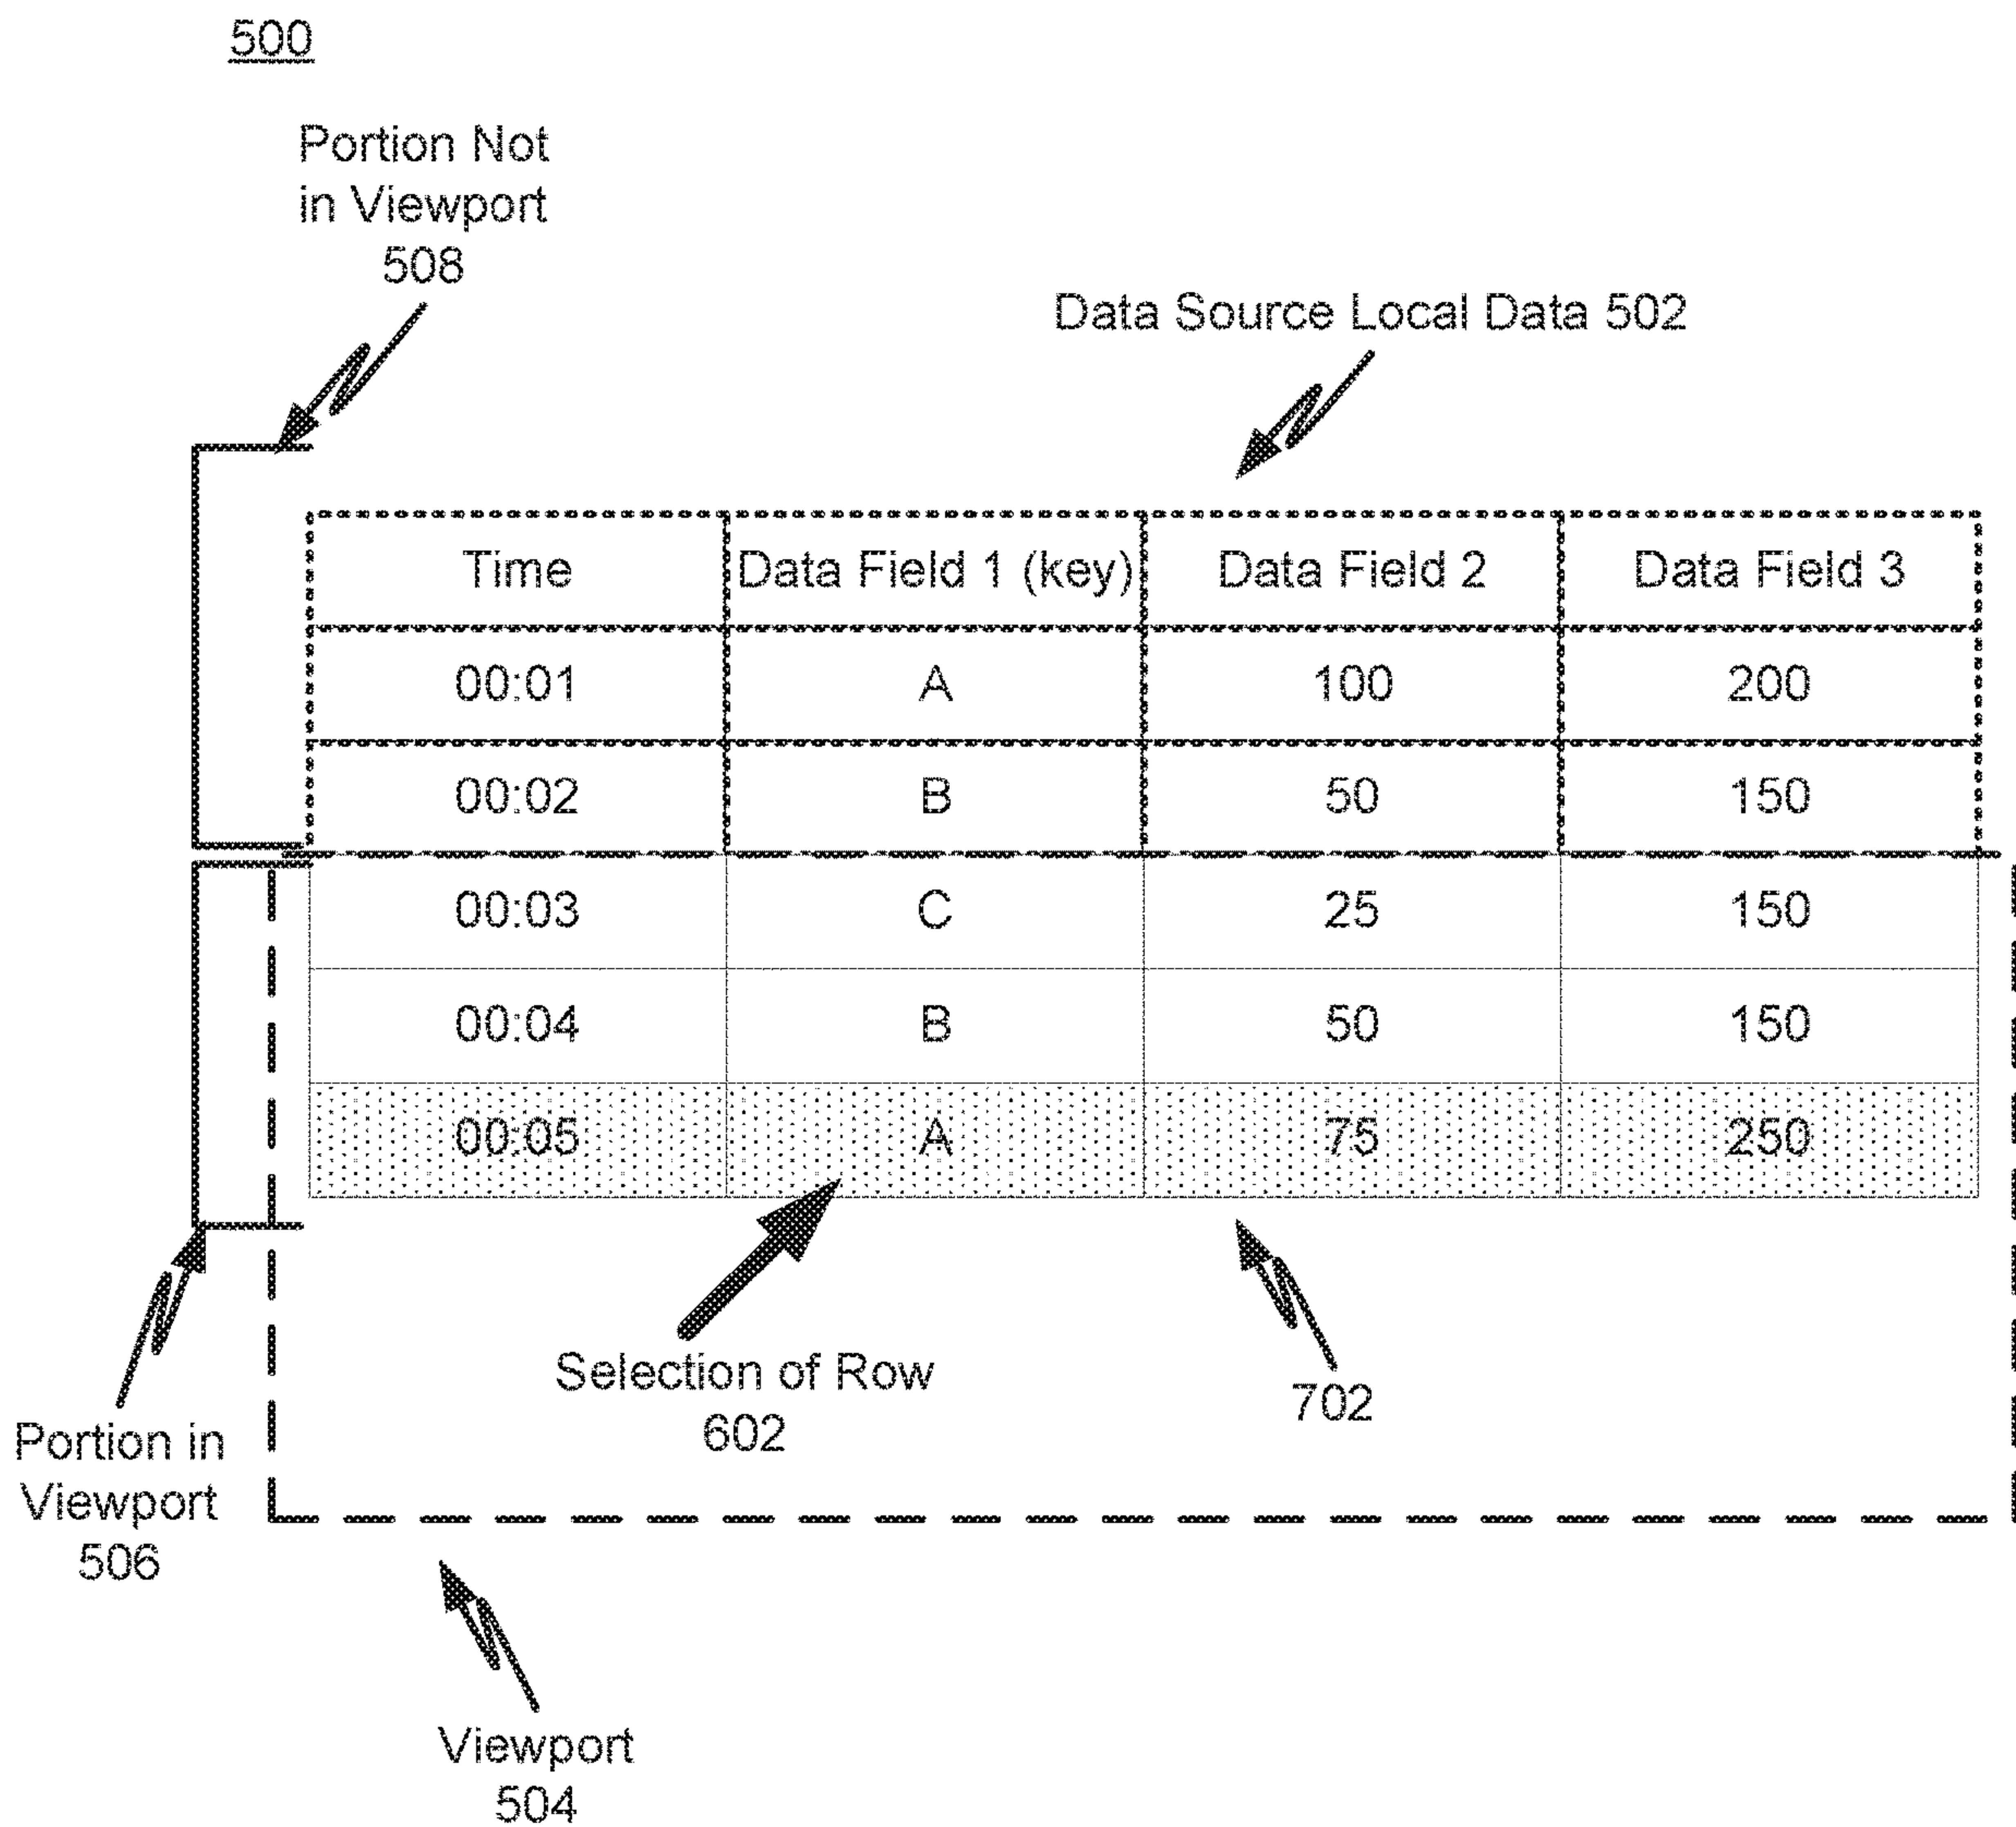 500
Portion Not
in Viewport
508
Data Source Local Data 502
Time Data Field 1 (key) Data Field 2 Data Field 3
00:01 A 100 200
00:02 B 50 150
00:03 C 25 150
00:04 B 50 150
00:05 A 75 250
Selection of Row
602
702
Portion in
Viewport
506
Viewport
504